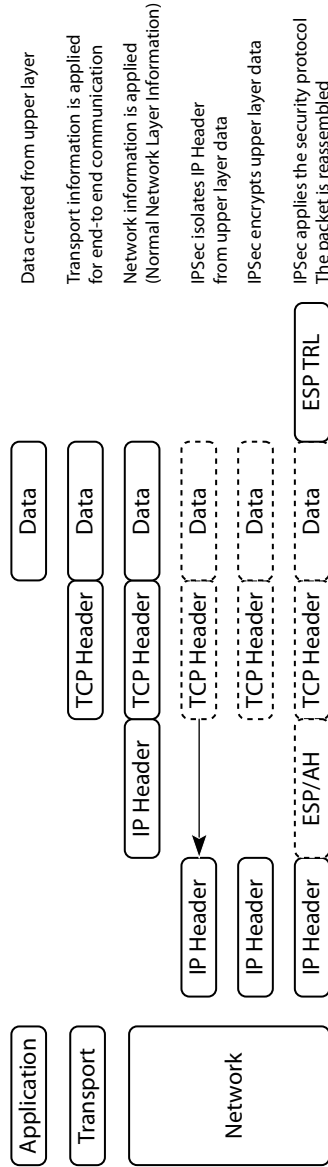 Application
Data
Data created from upper layer
Transport
TCP Header
Data
Transport information is applied
for end-to end communication
Network
IP Header
TCP Header
Data
Network information is applied
(Normal Network Layer Information)
IP Header
TCP Header
Data
IPSec isolates IP Header
from upper layer data
IP Header
TCP Header
Data
IPSec encrypts upper layer data
IP Header
ESP/AH
TCP Header
Data
ESP TRL
IPSec applies the security protocol
The packet is reassembled